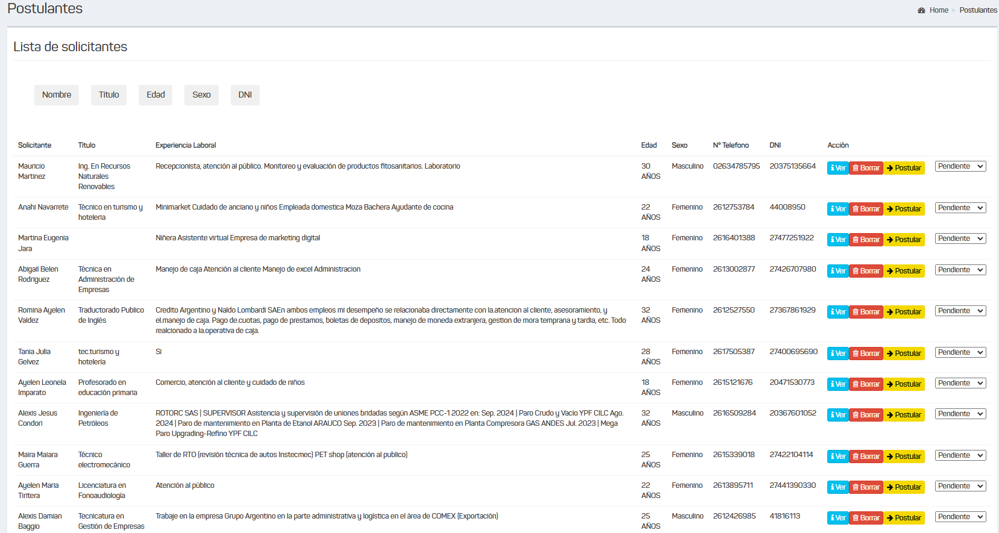 Postulantes
Home > Postulantes
Lista de solicitantes
Nombre Título Edad Sexo DNI
Solicitante Título Experiencia Laboral Edad Sexo N° Telefono DNI Acción
Mauricio Martinez Ing. En Recursos Naturales Renovables Recepcionista, atención al público. Monitoreo y evaluación de productos fitosanitarios. Laboratorio 30 AÑOS Masculino 02634785795 20375135664 Ver Borrar Postular Pendiente
Anahi Navarrete Técnico en turismo y hoteleria Minimarket Cuidado de anciano y niños Empleada domestica Moza Bachera Ayudante de cocina 22 AÑOS Femenino 2612753784 44008950 Ver Borrar Postular Pendiente
Martina Eugenia Jara Niñera Asistente virtual Empresa de marketing digital 18 AÑOS Femenino 2616401388 27477251922 Ver Borrar Postular Pendiente
Abigail Belen Rodriguez Técnica en Administración de Empresas Manejo de caja Atención al cliente Manejo de excel Administracion 24 AÑOS Femenino 2613002877 27426707980 Ver Borrar Postular Pendiente
Romina Ayelen Valdez Traductorado Publico de Inglés Credito Argentino y Naldo Lombardi SAEn ambos empleos mi desempeño se relacionaba directamente con la.atencion al cliente, asesoramiento, y el.manejo de caja. Pago de.cuotas, pago de prestamos, boletas de depositos, manejo de moneda extranjera, gestion de mora temprana y tardia, etc. Todo realcionado a la.operativa de caja. 32 AÑOS Femenino 2612527550 27367861929 Ver Borrar Postular Pendiente
Tania Julia Gelvez tec.turismo y hotelería Si 28 AÑOS Femenino 2617505387 27400695690 Ver Borrar Postular Pendiente
Ayelen Leonela Imparato Profesorado en educación primaria Comercio, atención al cliente y cuidado de niños 18 AÑOS Femenino 2615121676 20471530773 Ver Borrar Postular Pendiente
Alexis Jesus Condori Ingeniería de Petróleos ROTORC SAS | SUPERVISOR Asistencia y supervisión de uniones bridadas según ASME PCC-1 2022 en: Sep. 2024 | Paro Crudo y Vacío YPF CILC Ago. 2024 | Paro de mantenimiento en Planta de Etanol ARAUCO Sep. 2023 | Paro de mantenimiento en Planta Compresora GAS ANDES Jul. 2023 | Mega Paro Upgrading-Refino YPF CILC 32 AÑOS Masculino 2616509284 20367601052 Ver Borrar Postular Pendiente
Maira Maiara Guerra Técnico electromecánico Taller de RTO (revisión técnica de autos Instecmec) PET shop (atención al publico) 25 AÑOS Femenino 2615339018 27422104114 Ver Borrar Postular Pendiente
Ayelen Maria Tiritera Licenciatura en Fonoaudiología Atención al público 22 AÑOS Femenino 2613895711 27441390330 Ver Borrar Postular Pendiente
Alexis Damian Baggio Tecnicatura en Gestión de Empresas Trabaje en la empresa Grupo Argentino en la parte administrativa y logística en el área de COMEX (Exportación) 25 AÑOS Masculino 2612426985 41816113 Ver Borrar Postular Pendiente